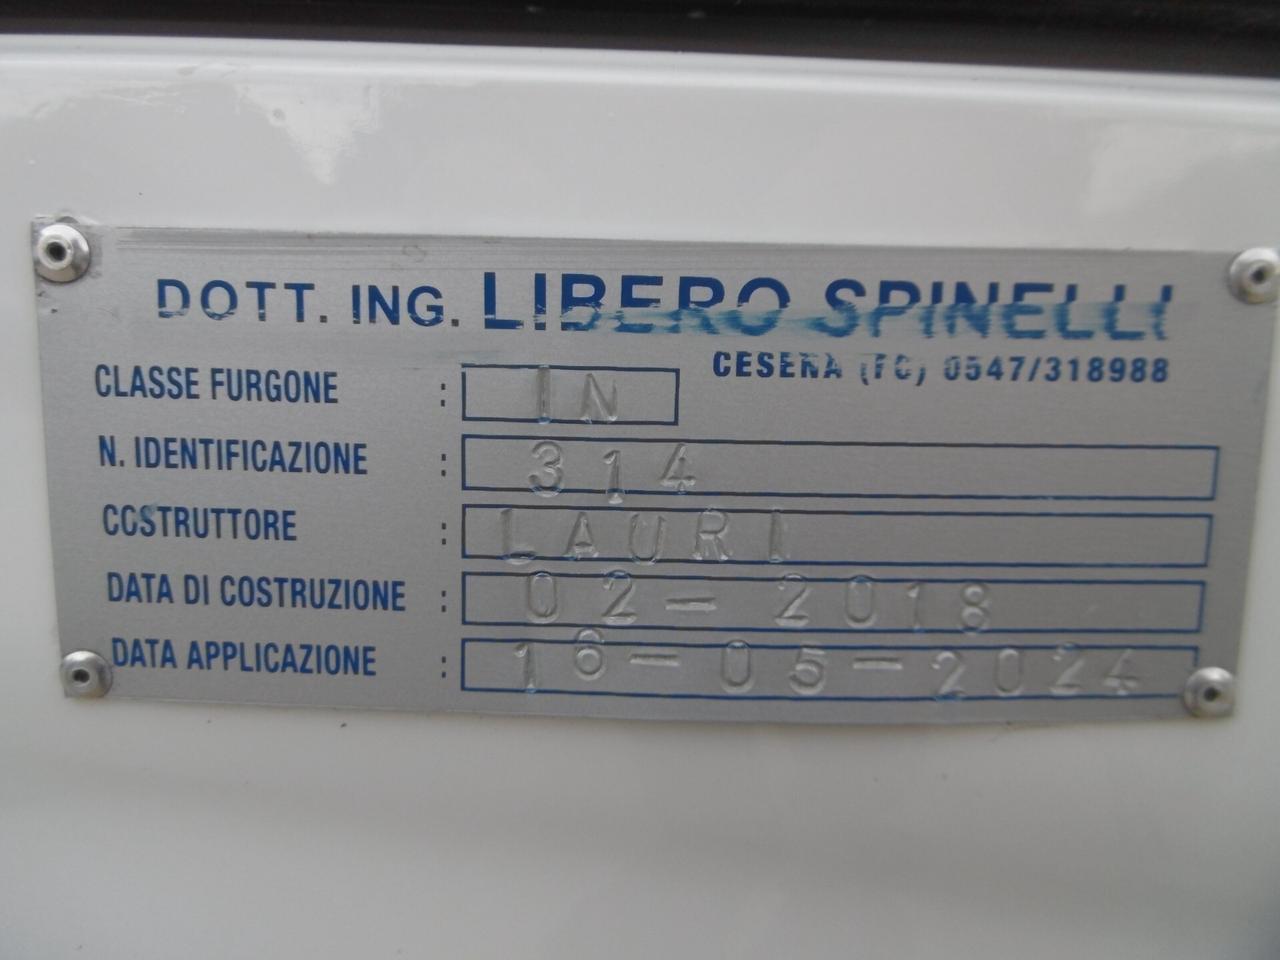 DOTT. ING. LIBERO SPINELLI
CESENA (FC) 0547/318988
CLASSE FURGONE : IN
N. IDENTIFICAZIONE : 314
COSTRUTTORE : LAURI
DATA DI COSTRUZIONE : 02-2018
DATA APPLICAZIONE : 16-05-2024